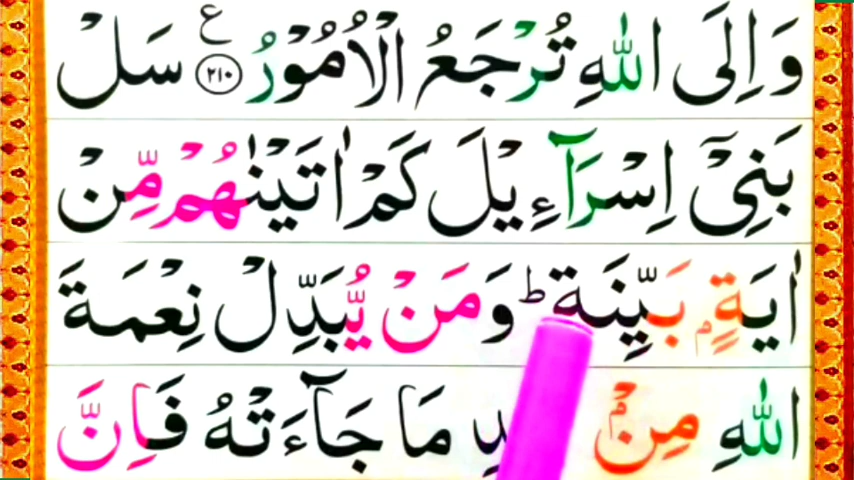 وَاِلَى اللّٰهِ تُرْجَعُ الْاُمُوْرُ ۟ ع ﴿۲۱۰﴾ سَلْ
بَنِیْۤ اِسْرَآءِیْلَ كَمْ اٰتَیْنٰهُمْ مِّنْ
اٰیَةٍۭ بَیِّنَةٍ ؕ وَمَنْ یُّبَدِّلْ نِعْمَةَ
اللّٰهِ مِنْۢ مَا جَآءَتْهُ فَاِنَّ